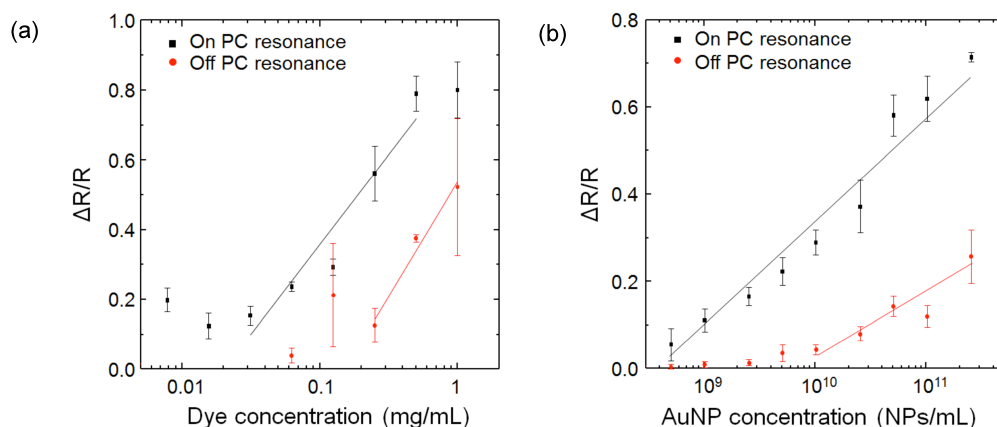 (a)
On PC resonance
Off PC resonance
ΔR/R
1.0
0.8
0.6
0.4
0.2
0.0
0.01
0.1
1
Dye concentration (mg/mL)
(b)
On PC resonance
Off PC resonance
ΔR/R
0.8
0.6
0.4
0.2
0.0
10⁹
10¹⁰
10¹¹
AuNP concentration (NPs/mL)